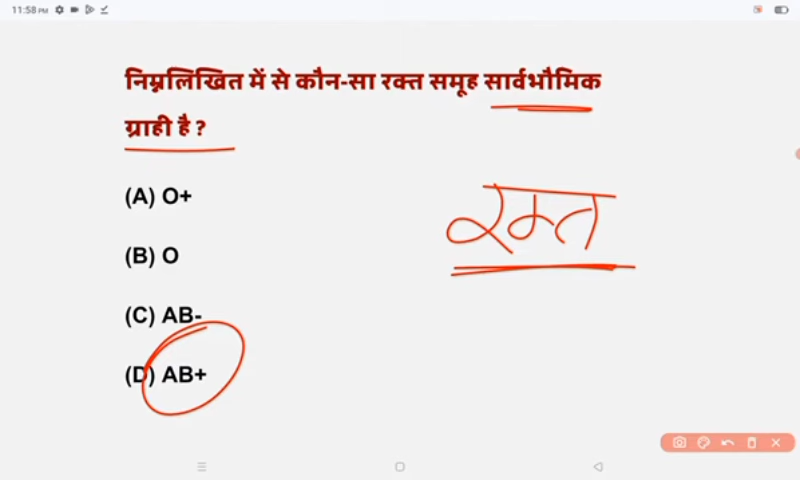 11:58 PM
निम्नलिखित में से कौन-सा रक्त समूह सार्वभौमिक
ग्राही है ?
(A) O+
रक्त
(B) O
(C) AB-
(D) AB+